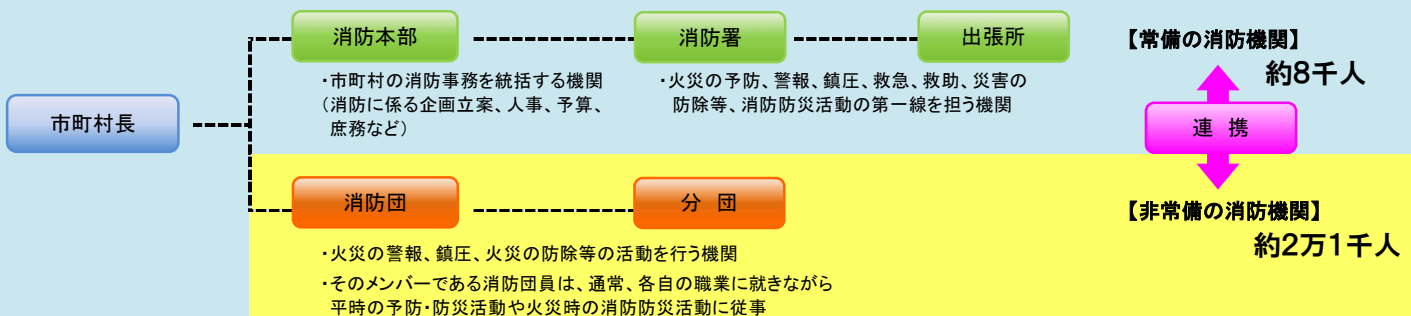 消防本部
消防署
出張所
・市町村の消防事務を統括する機関
（消防に係る企画立案、人事、予算、
庶務など）
・火災の予防、警報、鎮圧、救急、救助、災害の
防除等、消防防災活動の第一線を担う機関
【常備の消防機関】
約8千人
市町村長
連　携
消防団
分　団
【非常備の消防機関】
約2万1千人
・火災の警報、鎮圧、火災の防除等の活動を行う機関
・そのメンバーである消防団員は、通常、各自の職業に就きながら
平時の予防・防災活動や火災時の消防防災活動に従事